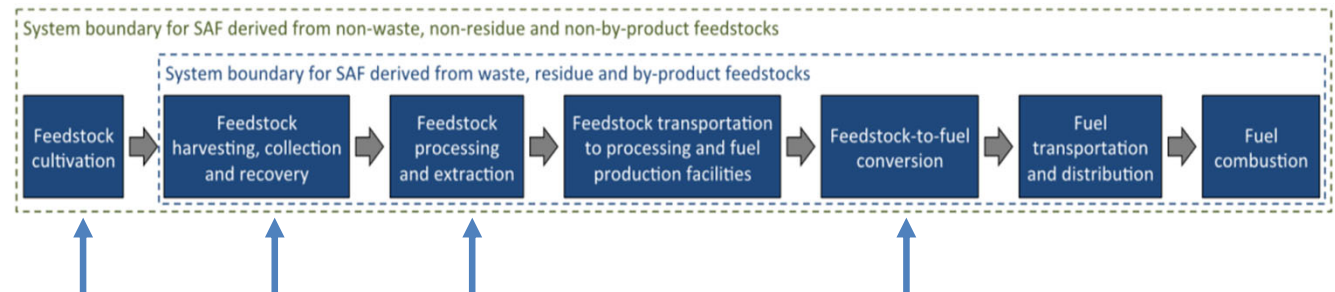 System boundary for SAF derived from non-waste, non-residue and non-by-product feedstocks
System boundary for SAF derived from waste, residue and by-product feedstocks
Feedstock
cultivation
Feedstock
harvesting, collection
and recovery
Feedstock
processing
and extraction
Feedstock transportation
to processing and fuel
production facilities
Feedstock-to-fuel
conversion
Fuel
transportation
and distribution
Fuel
combustion